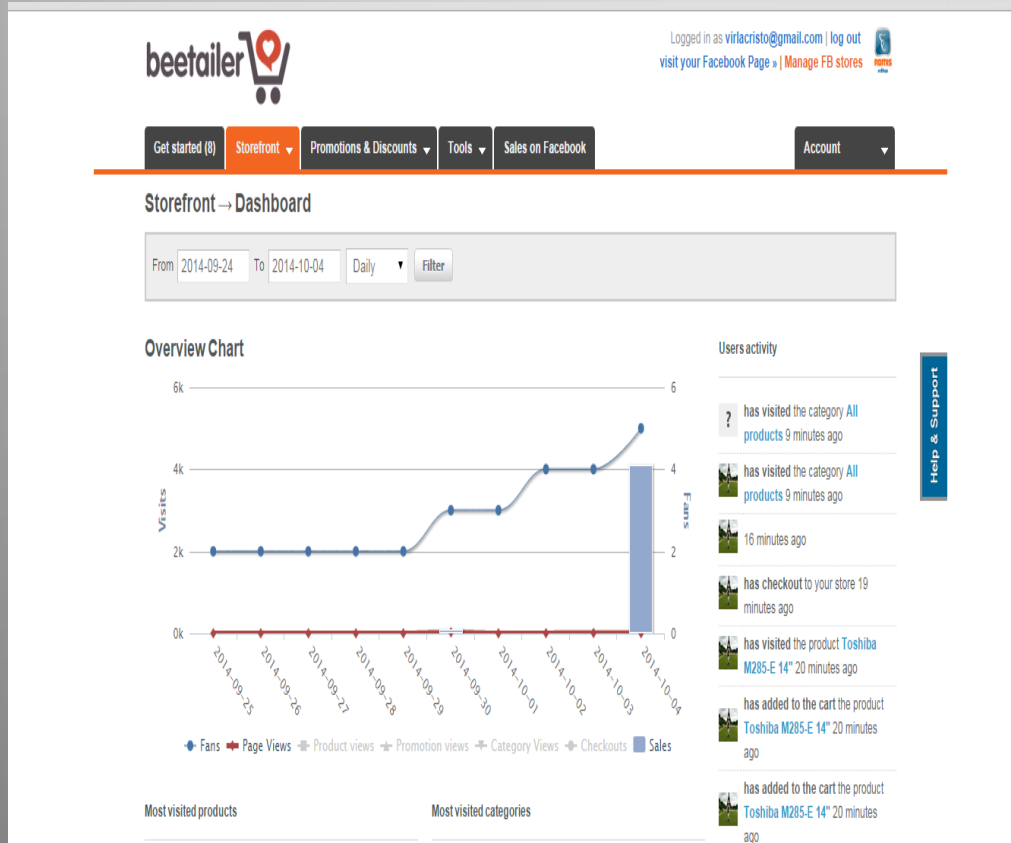 beetailer
Logged in as virlacristo@gmail.com | log out
visit your Facebook Page » | Manage FB stores
Get started (8)
Storefront
Promotions & Discounts
Tools
Sales on Facebook
Account
Storefront → Dashboard
From 2014-09-24 To 2014-10-04 Daily Filter
Overview Chart
6k
4k
2k
0k
Visits
6
4
2
0
Fans
2014-09-25
2014-09-26
2014-09-27
2014-09-28
2014-09-29
2014-09-30
2014-10-01
2014-10-02
2014-10-03
2014-10-04
Fans Page Views Product views Promotion views Category Views Checkouts Sales
Most visited products
Most visited categories
Users activity
?
has visited the category All
products 9 minutes ago
has visited the category All
products 9 minutes ago
16 minutes ago
has checkout to your store 19
minutes ago
has visited the product Toshiba
M285-E 14" 20 minutes ago
has added to the cart the product
Toshiba M285-E 14" 20 minutes
ago
has added to the cart the product
Toshiba M285-E 14" 20 minutes
ago
Help & Support